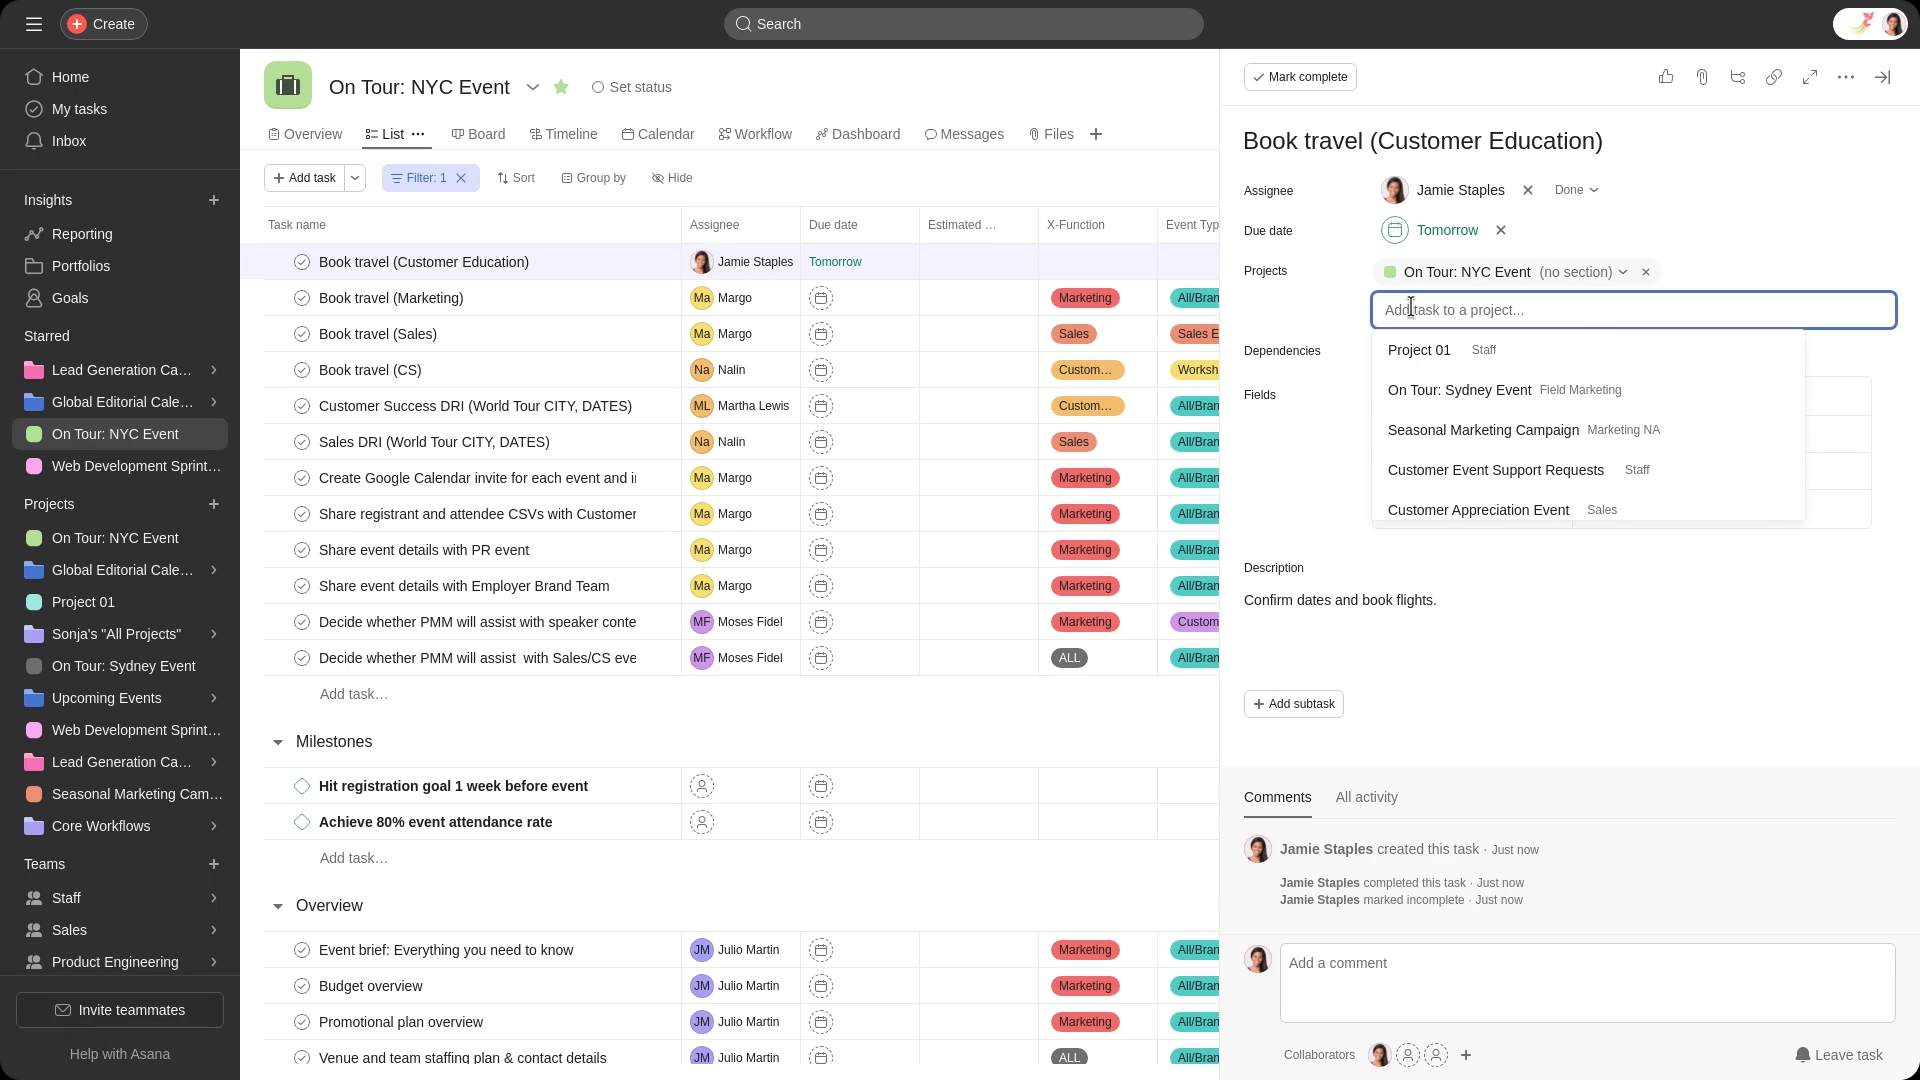 Create
Search
Home
My tasks
Inbox
Insights
Reporting
Portfolios
Goals
Starred
Lead Generation Ca...
Global Editorial Cale...
On Tour: NYC Event
Web Development Sprint...
Projects
On Tour: NYC Event
Global Editorial Cale...
Project 01
Sonja's "All Projects"
On Tour: Sydney Event
Upcoming Events
Web Development Sprint...
Lead Generation Ca...
Seasonal Marketing Cam...
Core Workflows
Teams
Staff
Sales
Product Engineering
Invite teammates
Help with Asana
On Tour: NYC Event Set status
Overview List Board Timeline Calendar Workflow Dashboard Messages Files
Add task Filter: 1 Sort Group by Hide
Task name Assignee Due date Estimated ... X-Function Event Typ
Book travel (Customer Education) Jamie Staples Tomorrow
Book travel (Marketing) Ma Margo Marketing All/Bran
Book travel (Sales) Ma Margo Sales Sales E
Book travel (CS) Na Nalin Custom... Worksh
Customer Success DRI (World Tour CITY, DATES) ML Martha Lewis Custom... All/Bran
Sales DRI (World Tour CITY, DATES) Na Nalin Sales All/Bran
Create Google Calendar invite for each event and i Ma Margo Marketing All/Bran
Share registrant and attendee CSVs with Customer Ma Margo Marketing All/Bran
Share event details with PR event Ma Margo Marketing All/Bran
Share event details with Employer Brand Team Ma Margo Marketing All/Bran
Decide whether PMM will assist with speaker conte MF Moses Fidel Marketing Custom
Decide whether PMM will assist with Sales/CS eve MF Moses Fidel ALL All/Bran
Add task...
Milestones
Hit registration goal 1 week before event
Achieve 80% event attendance rate
Add task...
Overview
Event brief: Everything you need to know JM Julio Martin Marketing All/Bran
Budget overview JM Julio Martin Marketing All/Bran
Promotional plan overview JM Julio Martin Marketing All/Bran
Venue and team staffing plan & contact details JM Julio Martin ALL All/Bran
Mark complete
Book travel (Customer Education)
Assignee Jamie Staples Done
Due date Tomorrow
Projects On Tour: NYC Event (no section)
Add task to a project...
Project 01 Staff
Dependencies
On Tour: Sydney Event Field Marketing
Fields
Seasonal Marketing Campaign Marketing NA
Customer Event Support Requests Staff
Customer Appreciation Event Sales
Description
Confirm dates and book flights.
Add subtask
Comments All activity
Jamie Staples created this task · Just now
Jamie Staples completed this task · Just now
Jamie Staples marked incomplete · Just now
Add a comment
Collaborators Leave task